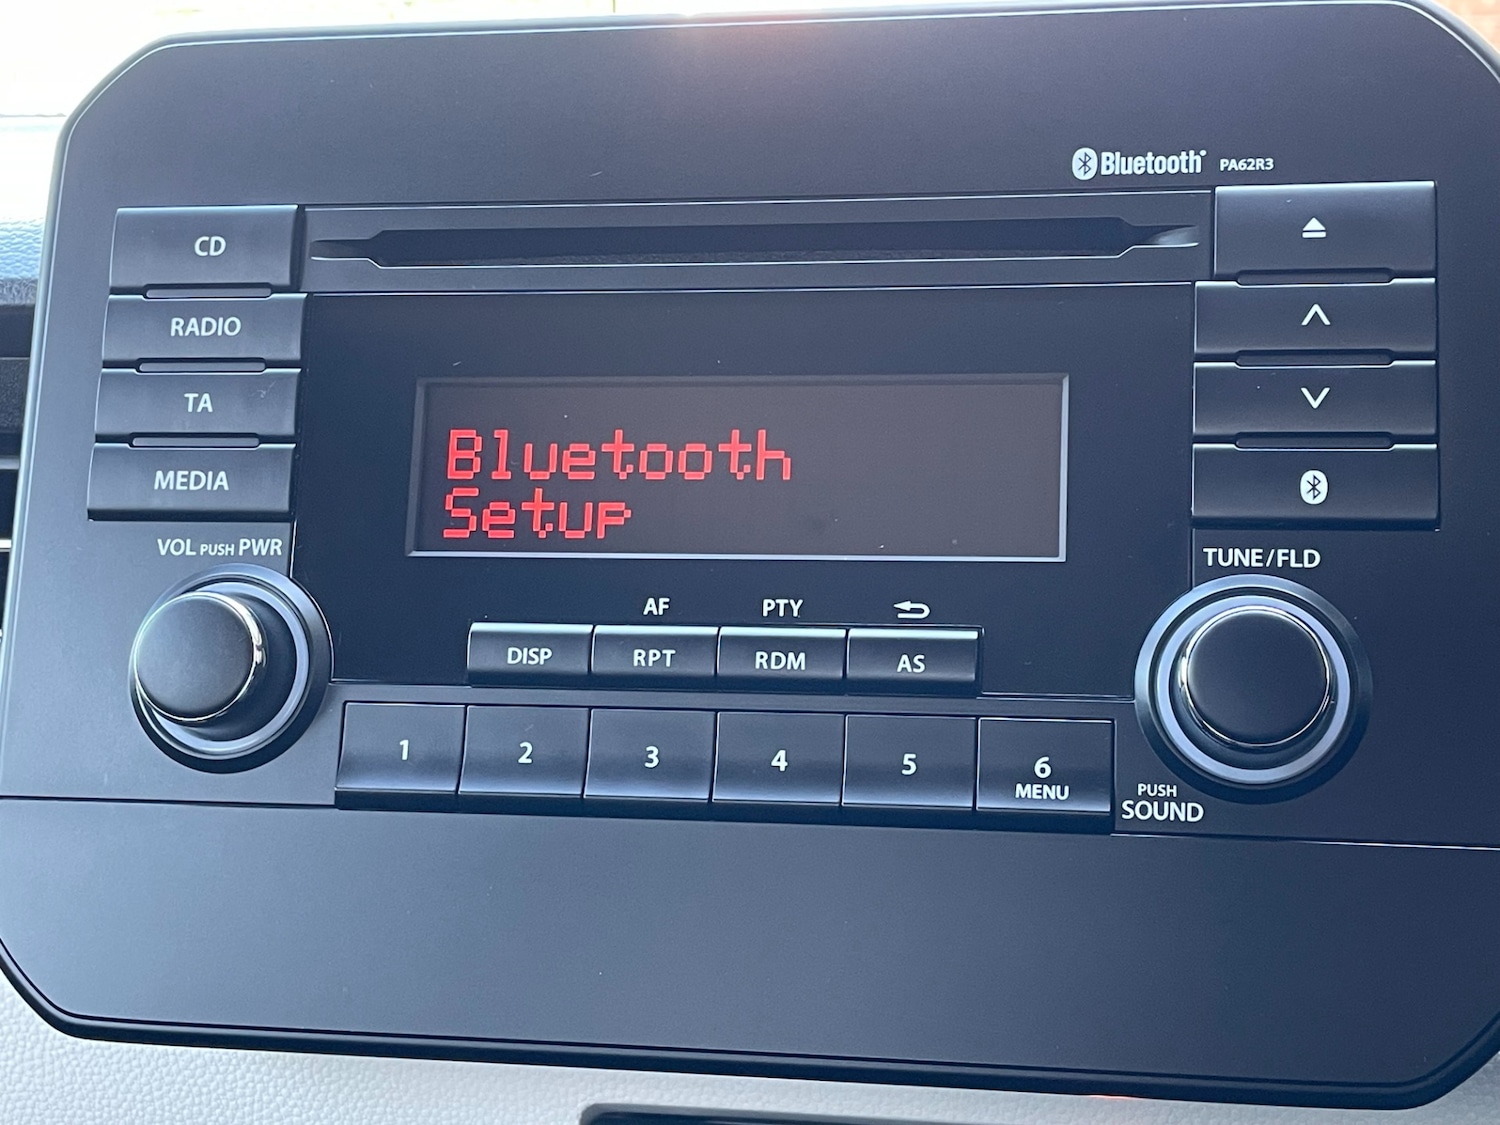 Bluetooth PA62R3
CD
RADIO
TA
MEDIA
Bluetooth
Setup
VOL PUSH PWR
TUNE/FLD
AF PTY
DISP RPT RDM AS
1 2 3 4 5 6
MENU
PUSH
SOUND